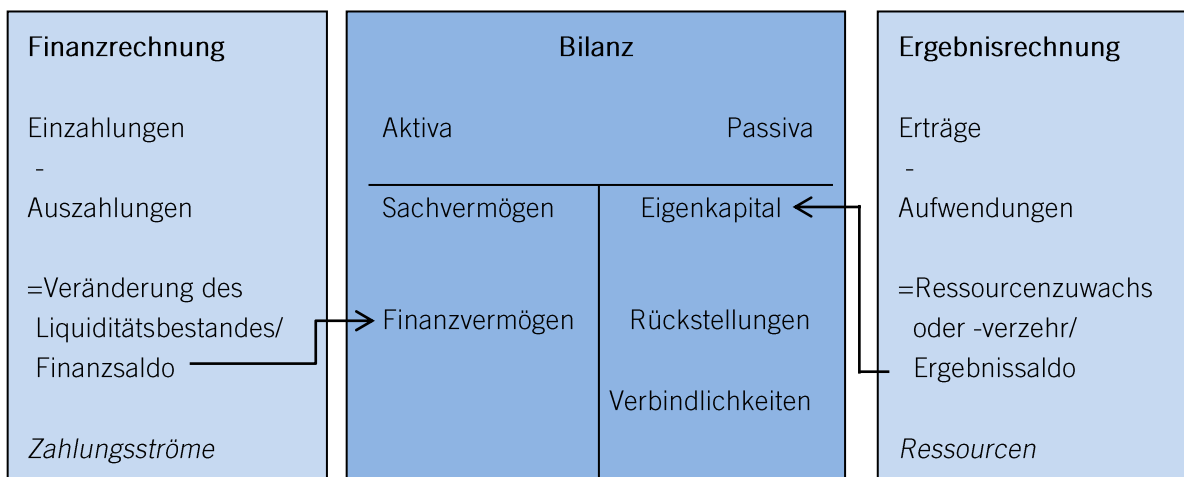 Finanzrechnung
Einzahlungen
-
Auszahlungen
=Veränderung des
Liquiditätsbestandes/
Finanzsaldo
Zahlungsströme
Bilanz
Aktiva Passiva
Sachvermögen Eigenkapital
Finanzvermögen Rückstellungen
Verbindlichkeiten
Ergebnisrechnung
Erträge
-
Aufwendungen
=Ressourcenzuwachs
oder -verzehr/
Ergebnissaldo
Ressourcen